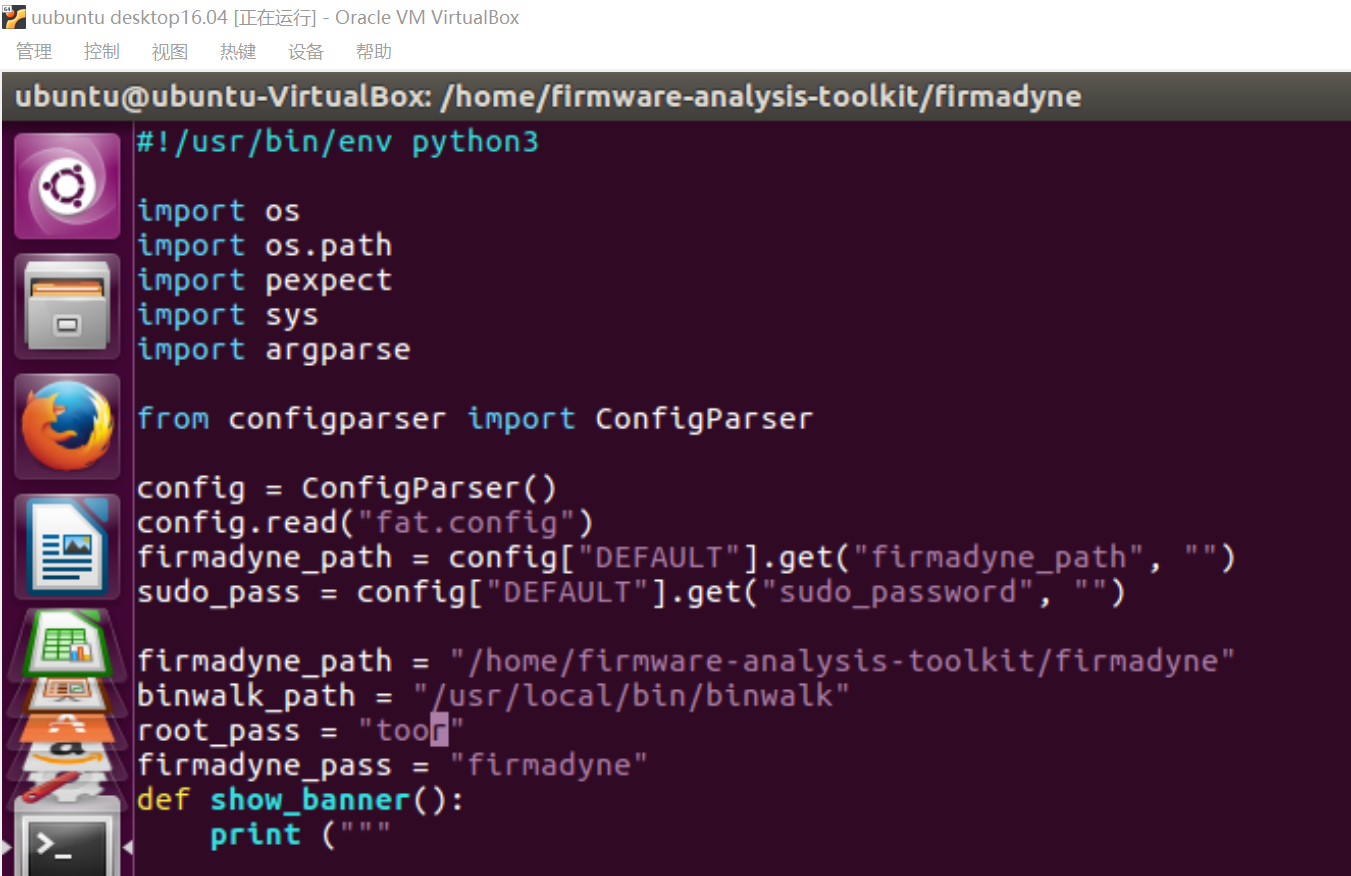 uubuntu desktop16.04 [正在运行] - Oracle VM VirtualBox
管理 控制 视图 热键 设备 帮助
ubuntu@ubuntu-VirtualBox: /home/firmware-analysis-toolkit/firmadyne
#!/usr/bin/env python3
import os
import os.path
import pexpect
import sys
import argparse
from configparser import ConfigParser
config = ConfigParser()
config.read("fat.config")
firmadyne_path = config["DEFAULT"].get("firmadyne_path", "")
sudo_pass = config["DEFAULT"].get("sudo_password", "")
firmadyne_path = "/home/firmware-analysis-toolkit/firmadyne"
binwalk_path = "/usr/local/bin/binwalk"
root_pass = "toor"
firmadyne_pass = "firmadyne"
def show_banner():
    print ("""